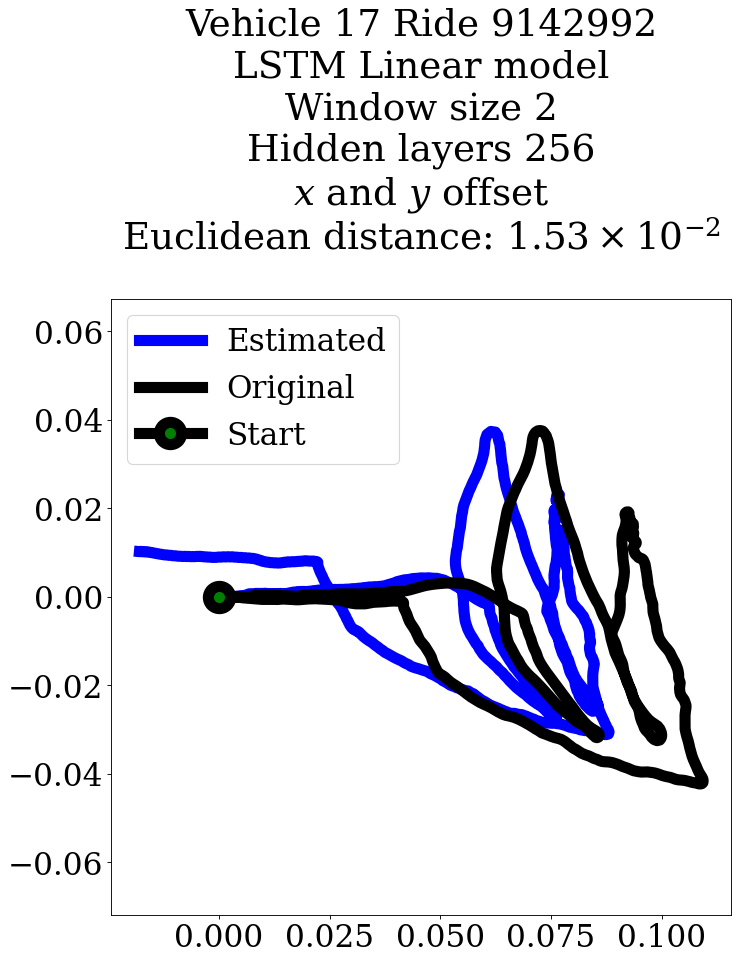 Vehicle 17 Ride 9142992
LSTM Linear model
Window size 2
Hidden layers 256
x and y offset
Euclidean distance: 1.53 × 10⁻²
Estimated
Original
Start
0.06
0.04
0.02
0.00
−0.02
−0.04
−0.06
0.000 0.025 0.050 0.075 0.100